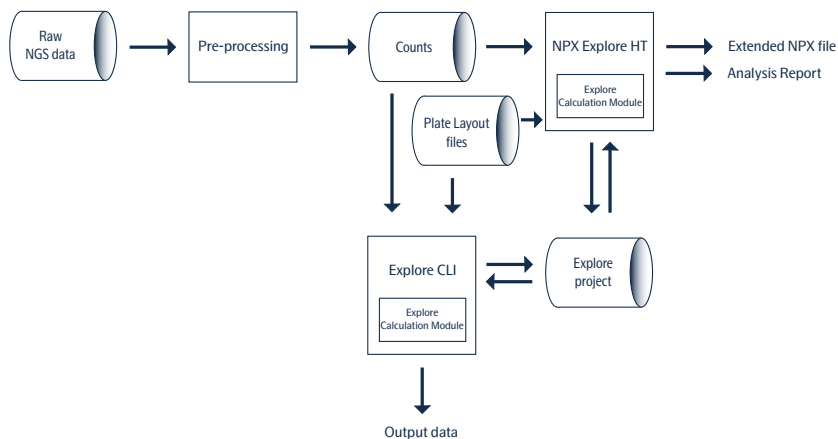 Raw
NGS data
Pre-processing
Counts
NPX Explore HT
Explore
Calculation Module
Extended NPX file
Analysis Report
Plate Layout
files
Explore CLI
Explore
Calculation Module
Explore
project
Output data